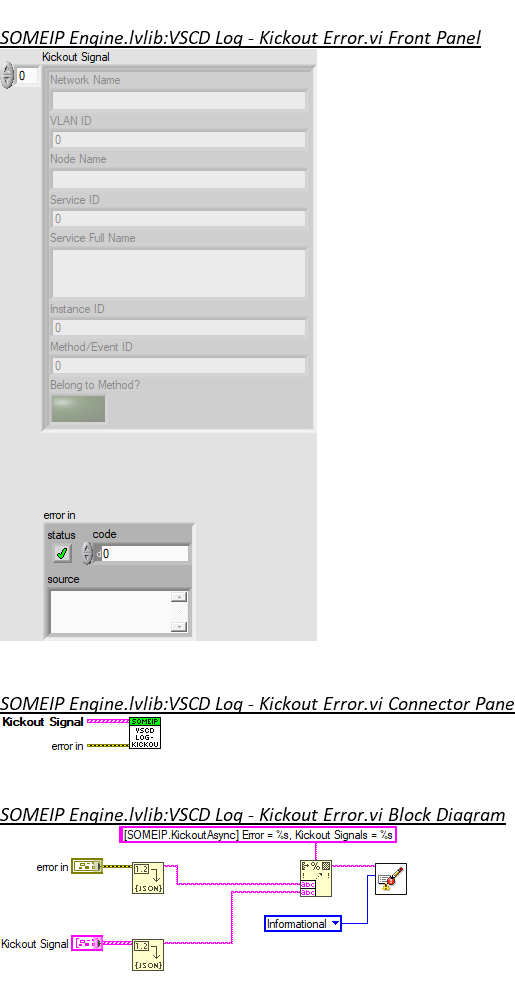 SOMEIP Engine.lvlib:VSCD Log - Kickout Error.vi Front Panel
Kickout Signal
0
Network Name
VLAN ID
0
Node Name
Service ID
0
Service Full Name
Instance ID
0
Method/Event ID
0
Belong to Method?
error in
status code
d 0
source
SOMEIP Engine.lvlib:VSCD Log - Kickout Error.vi Connector Pane
Kickout Signal
SOMEIP
VSCD
LOG-
KICKOU
error in
SOMEIP Engine.lvlib:VSCD Log - Kickout Error.vi Block Diagram
[SOMEIP.KickoutAsync] Error = %s, Kickout Signals = %s
error in
1.2
{JSON}
%
abc
abc
Informational
Kickout Signal
1.2
{JSON}